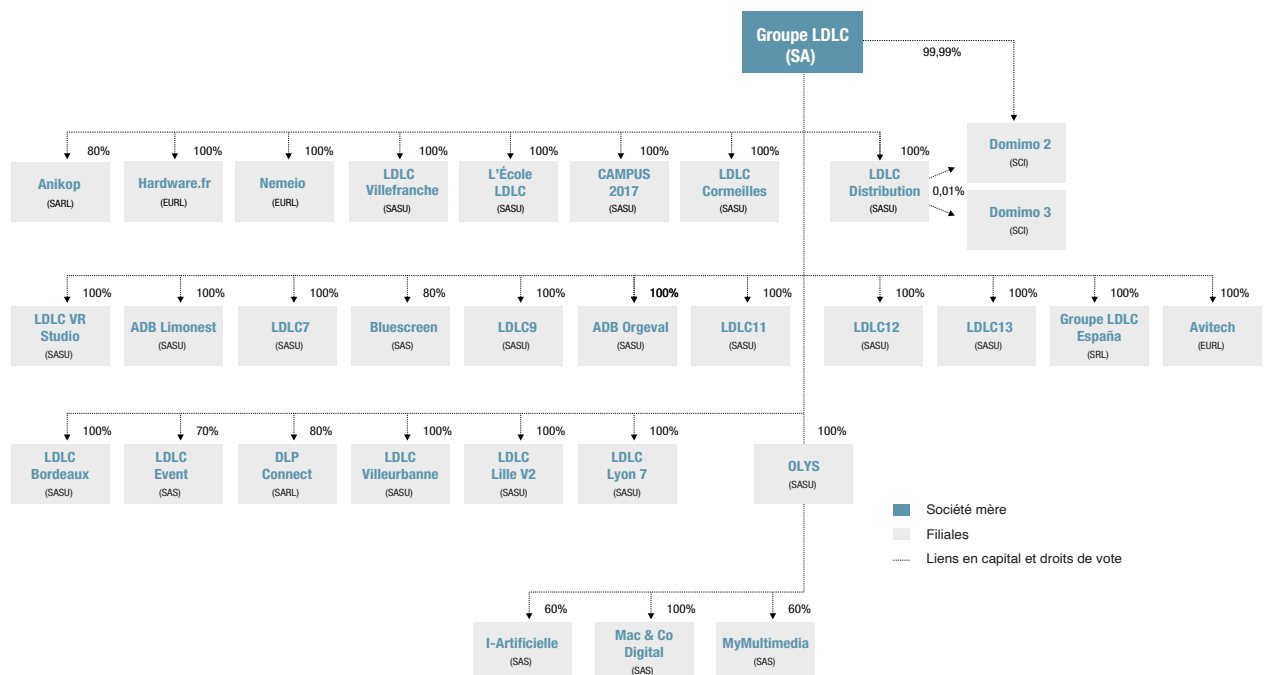 Groupe LDLC
(SA)
99,99%
80%
100%
100%
100%
100%
100%
100%
100%
Anikop
(SARL)
Hardware.fr
(EURL)
Nemeio
(EURL)
LDLC
Villefranche
(SASU)
L'École
LDLC
(SASU)
CAMPUS
2017
(SASU)
LDLC
Cormeilles
(SASU)
LDLC
Distribution
(SASU)
0,01%
Domimo 2
(SCI)
Domimo 3
(SCI)
100%
100%
100%
80%
100%
100%
100%
100%
100%
100%
100%
LDLC VR
Studio
(SASU)
ADB Limonest
(SASU)
LDLC7
(SASU)
Bluescreen
(SAS)
LDLC9
(SASU)
ADB Orgeval
(SASU)
LDLC11
(SASU)
LDLC12
(SASU)
LDLC13
(SASU)
Groupe LDLC
España
(SRL)
Avitech
(EURL)
100%
70%
80%
100%
100%
100%
100%
LDLC
Bordeaux
(SASU)
LDLC
Event
(SAS)
DLP
Connect
(SARL)
LDLC
Villeurbanne
(SASU)
LDLC
Lille V2
(SASU)
LDLC
Lyon 7
(SASU)
OLYS
(SASU)
Société mère
Filiales
Liens en capital et droits de vote
60%
100%
60%
I-Artificielle
(SAS)
Mac & Co
Digital
(SAS)
MyMultimedia
(SAS)